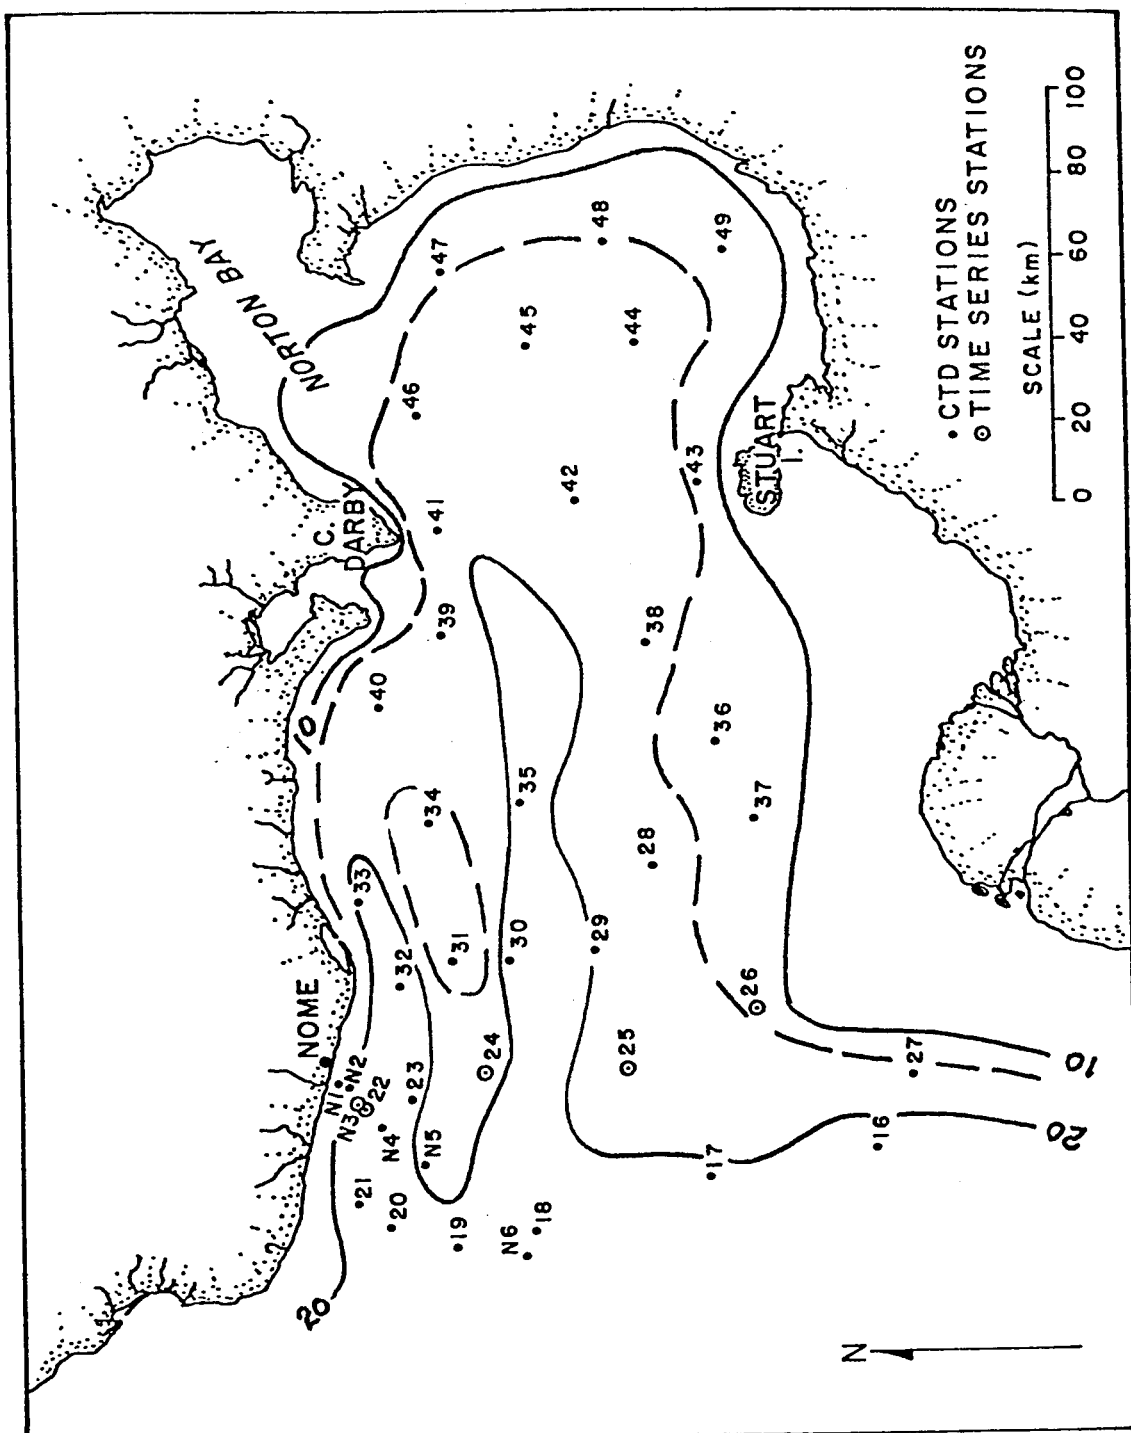 NORTON BAY
C.
DARBY
NOME
STUART
I.
N
20
10
10
20
N1
N2
N3
22
N4
23
N5
21
20
19
N6
18
17
16
27
26
25
24
29
30
31
32
33
34
35
28
37
36
38
40
39
41
42
43
46
45
44
47
48
49
CTD STATIONS
TIME SERIES STATIONS
SCALE (km)
0 20 40 60 80 100